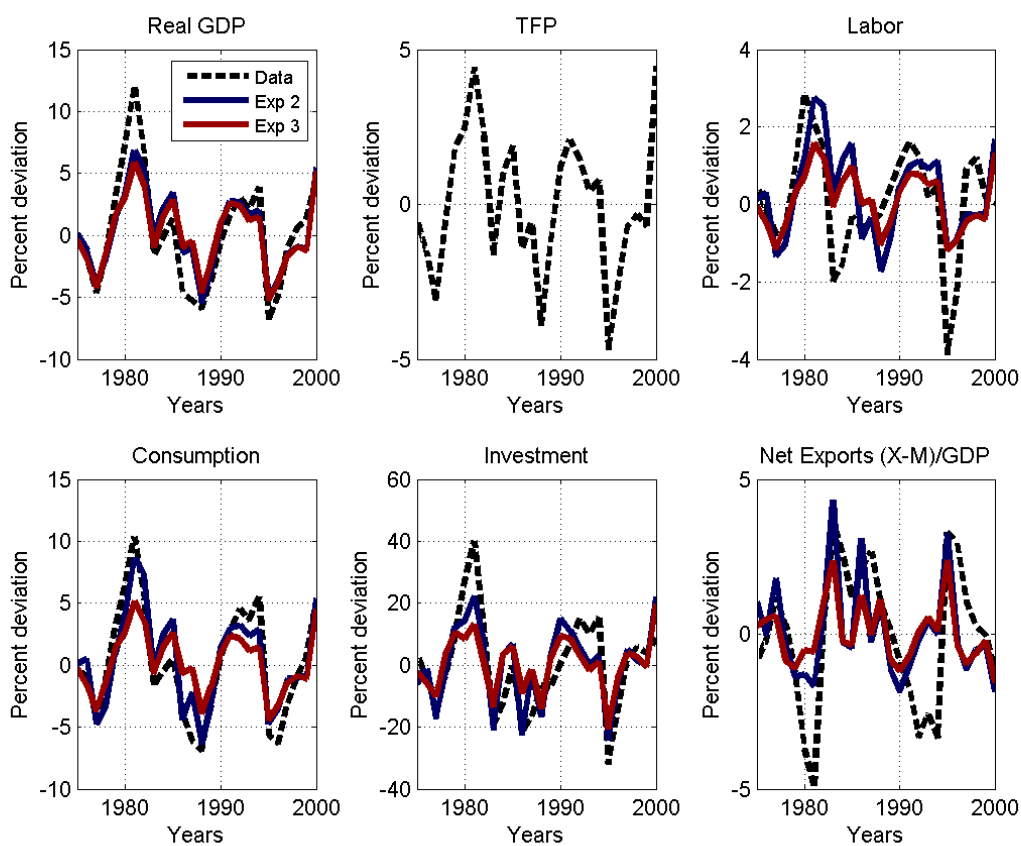 Real GDP
TFP
Labor
15
10
5
0
-5
-10
Percent deviation
Data
Exp 2
Exp 3
1980
1990
2000
Years
5
0
-5
Percent deviation
1980
1990
2000
Years
4
2
0
-2
-4
Percent deviation
1980
1990
2000
Years
Consumption
Investment
Net Exports (X-M)/GDP
15
10
5
0
-5
-10
Percent deviation
1980
1990
2000
Years
60
40
20
0
-20
-40
Percent deviation
1980
1990
2000
Years
5
0
-5
Percent deviation
1980
1990
2000
Years